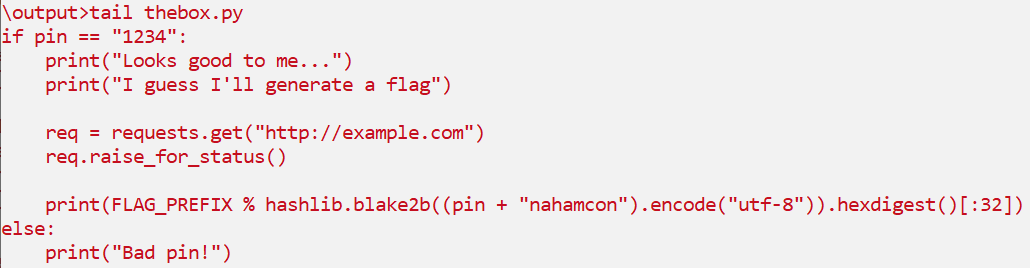 \output>tail thebox.py
if pin == "1234":
    print("Looks good to me...")
    print("I guess I'll generate a flag")

    req = requests.get("http://example.com")
    req.raise_for_status()

    print(FLAG_PREFIX % hashlib.blake2b((pin + "nahamcon").encode("utf-8")).hexdigest()[:32])
else:
    print("Bad pin!")